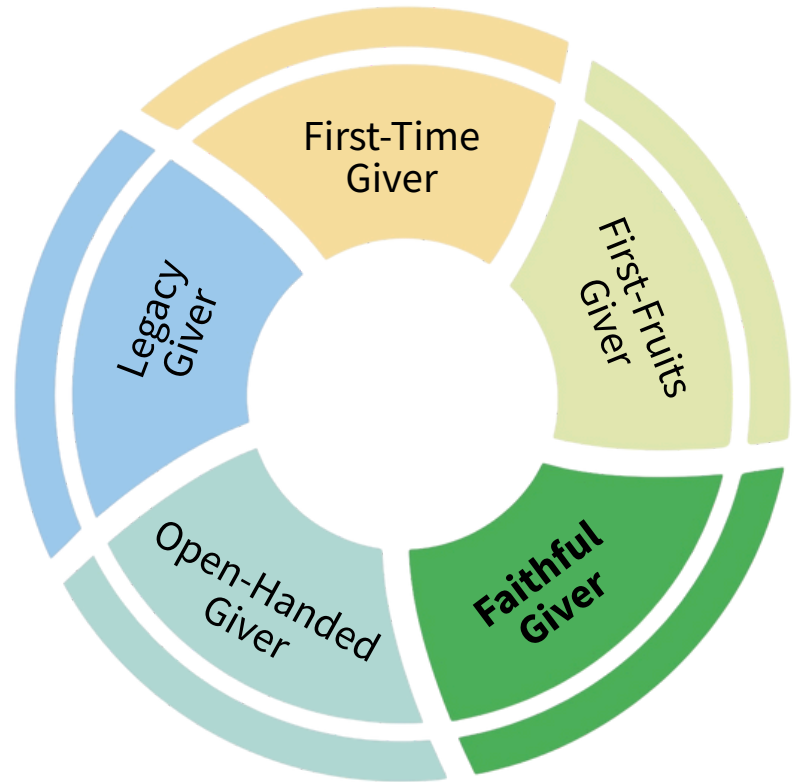 First-Time
Giver
First-Fruits
Giver
Faithful
Giver
Open-Handed
Giver
Legacy
Giver